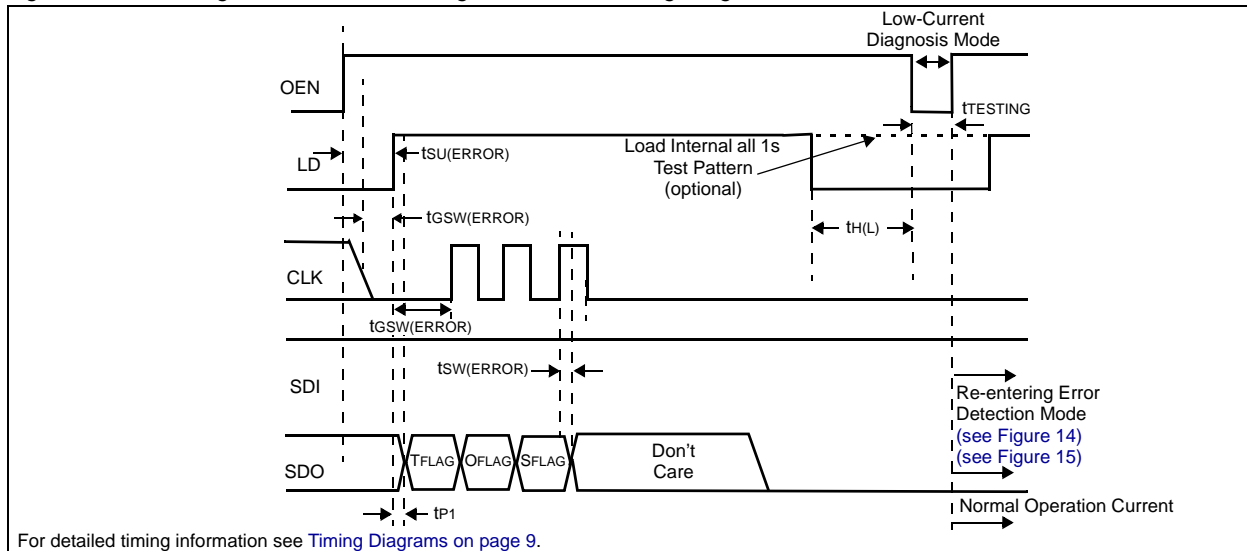 Low-Current
Diagnosis Mode
OEN
tTESTING
LD
tSU(ERROR)
Load Internal all 1s
Test Pattern
(optional)
tGSW(ERROR)
tH(L)
CLK
tGSW(ERROR)
tSW(ERROR)
SDI
Re-entering Error
Detection Mode
(see Figure 14)
(see Figure 15)
SDO
TFLAG
OFLAG
SFLAG
Don't
Care
tP1
Normal Operation Current
For detailed timing information see Timing Diagrams on page 9.